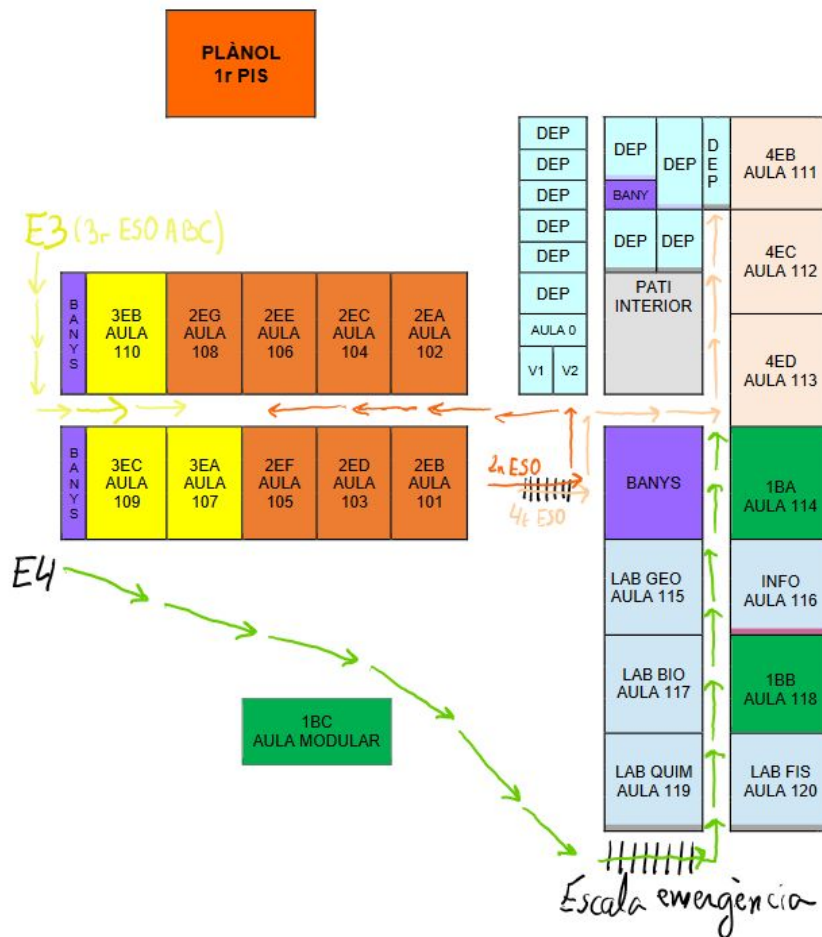 PLÀNOL
1r PIS
DEP
DEP
DEP
DEP
DEP
DEP
AULA 0
V1
V2
DEP
BANY
DEP
DEP
DEP
DEP
PATI
INTERIOR
4EB
AULA 111
4EC
AULA 112
4ED
AULA 113
E3 (3r ESO ABC)
BANYS
3EB
AULA
110
2EG
AULA
108
2EE
AULA
106
2EC
AULA
104
2EA
AULA
102
BANYS
3EC
AULA
109
3EA
AULA
107
2EF
AULA
105
2ED
AULA
103
2EB
AULA
101
2n ESO
4t ESO
BANYS
1BA
AULA 114
LAB GEO
AULA 115
INFO
AULA 116
LAB BIO
AULA 117
1BB
AULA 118
LAB QUIM
AULA 119
LAB FIS
AULA 120
E4
1BC
AULA MODULAR
Escala emergència